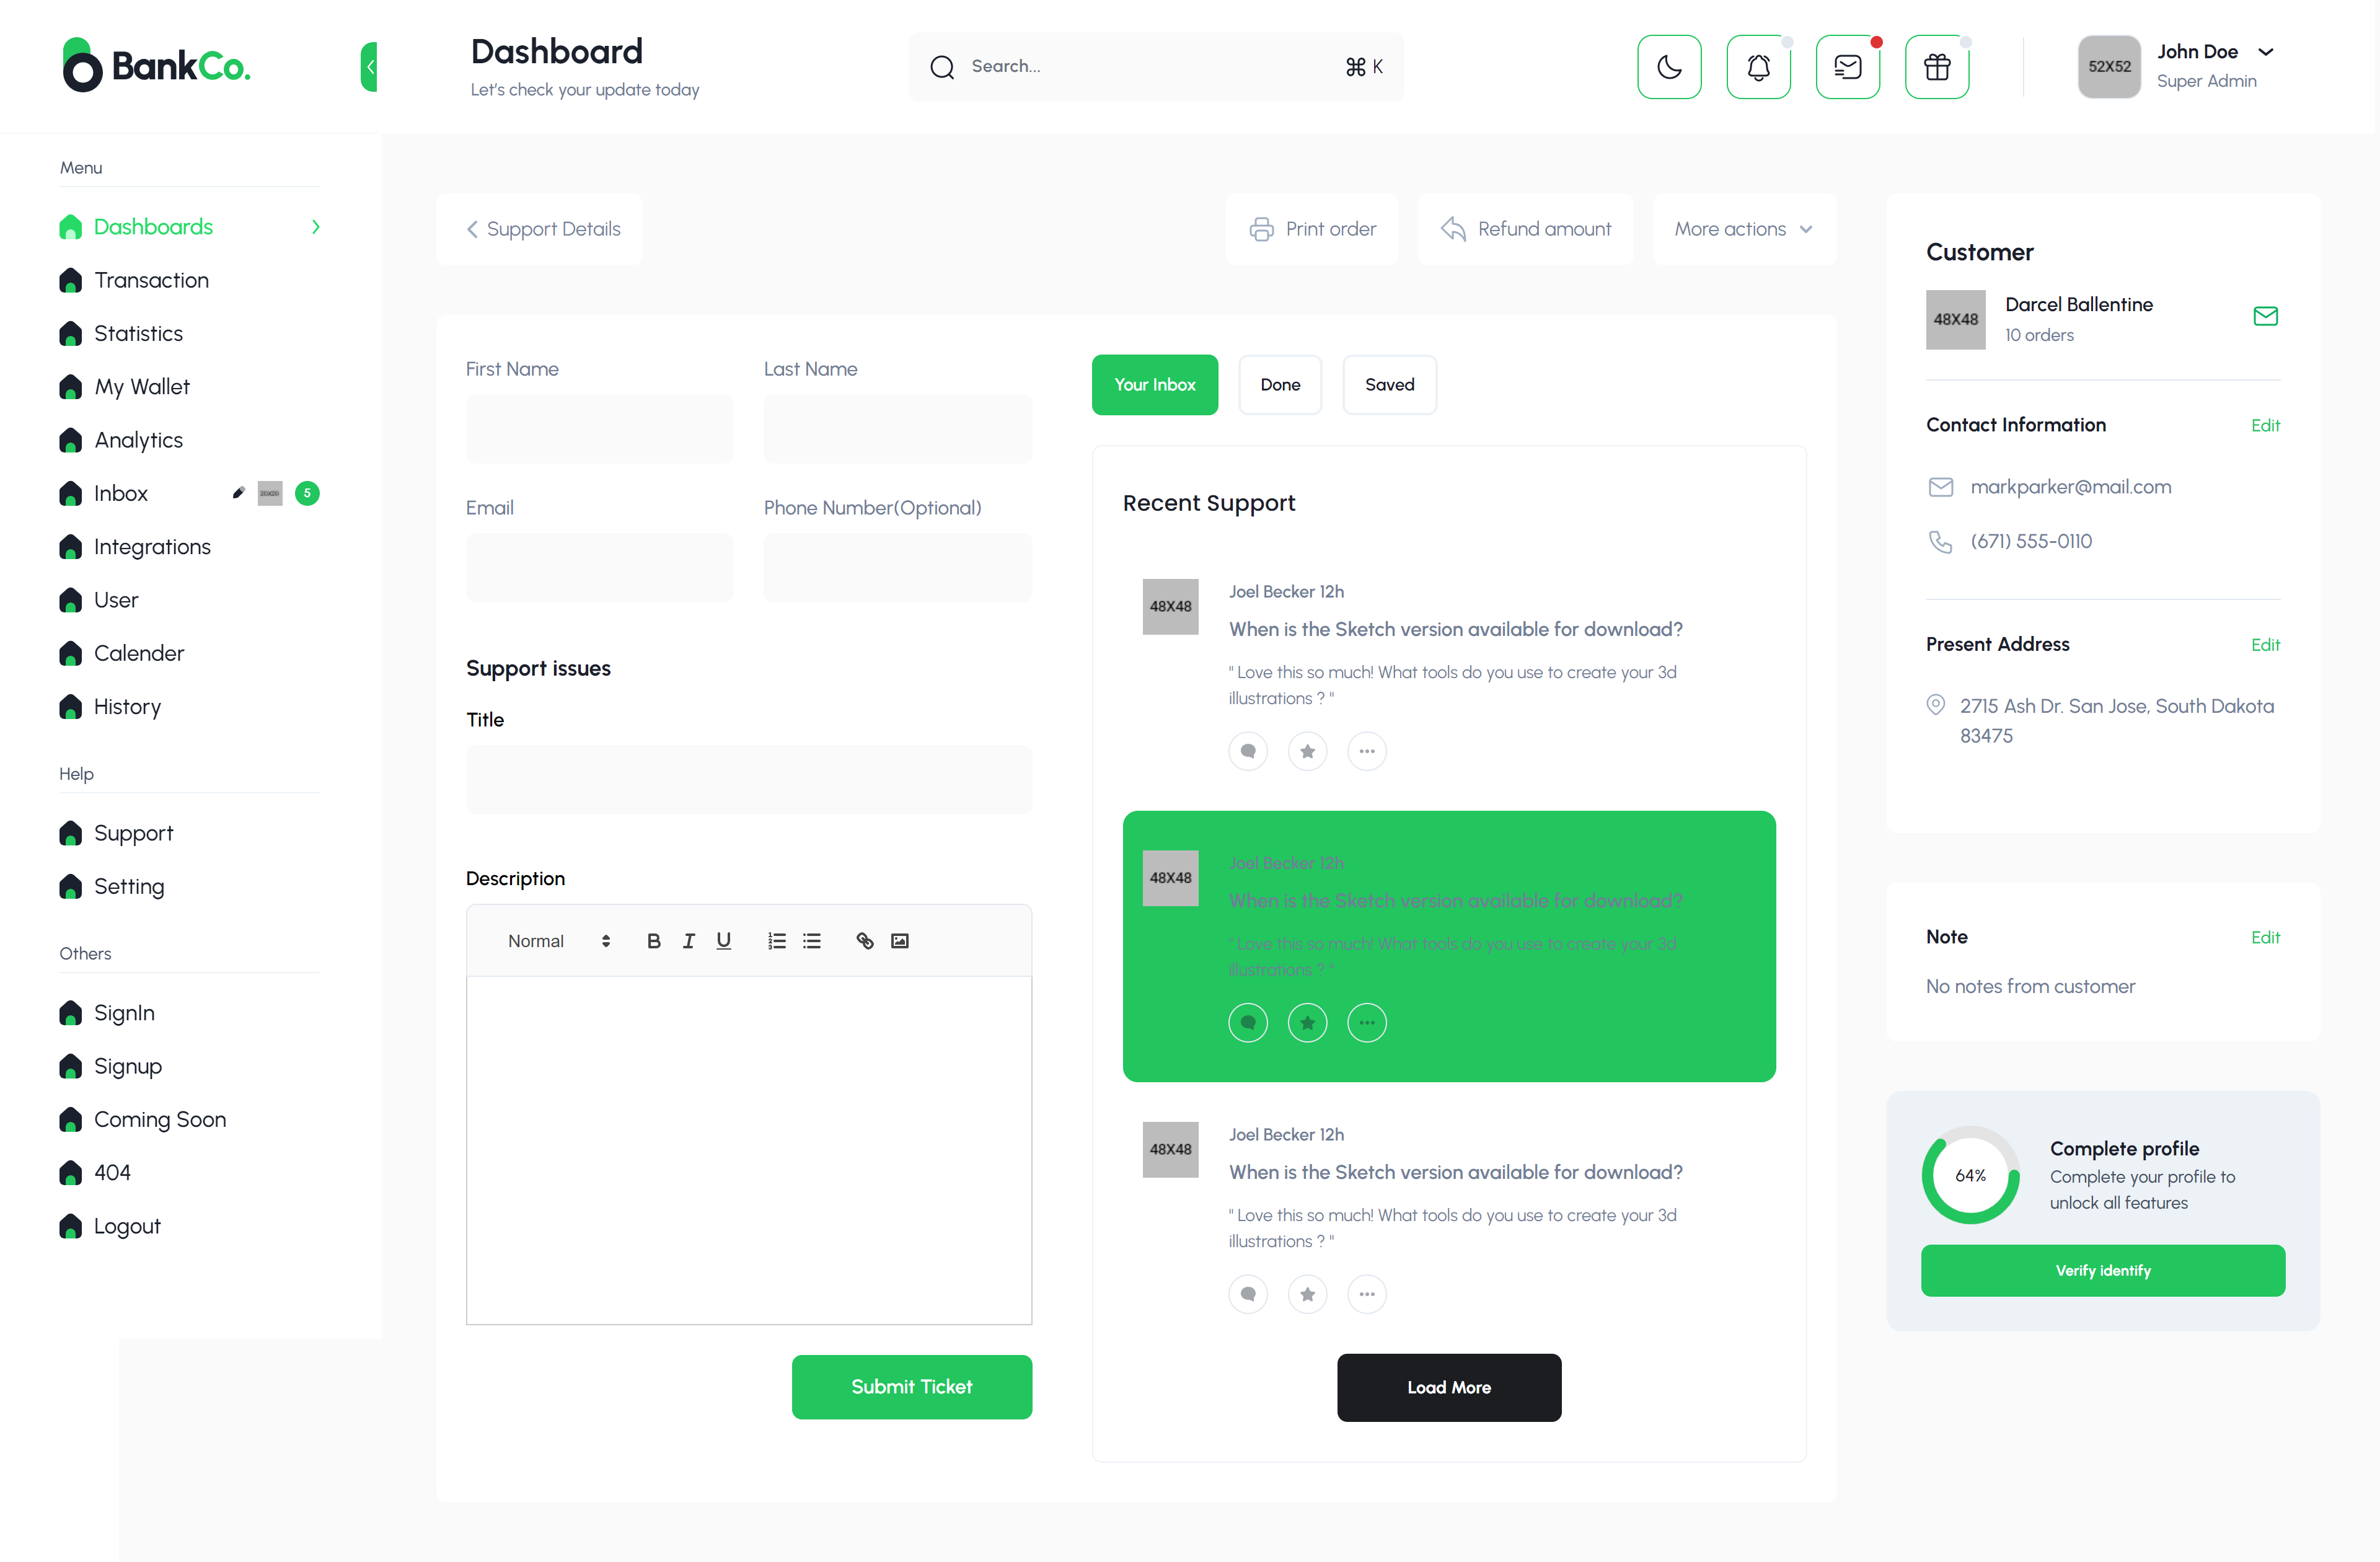 BankCo.
Dashboard
Let's check your update today
Search...
⌘ K
52X52
John Doe
Super Admin
Menu
Dashboards
Transaction
Statistics
My Wallet
Analytics
Inbox
5
Integrations
User
Calender
History
Help
Support
Setting
Others
SignIn
Signup
Coming Soon
404
Logout
Support Details
Print order
Refund amount
More actions
First Name
Last Name
Email
Phone Number(Optional)
Support issues
Title
Description
Normal
B I U
Submit Ticket
Your Inbox
Done
Saved
Recent Support
48X48
Joel Becker 12h
When is the Sketch version available for download?
" Love this so much! What tools do you use to create your 3d
illustrations ? "
48X48
Joel Becker 12h
When is the Sketch version available for download?
" Love this so much! What tools do you use to create your 3d
illustrations ? "
48X48
Joel Becker 12h
When is the Sketch version available for download?
" Love this so much! What tools do you use to create your 3d
illustrations ? "
Load More
Customer
48X48
Darcel Ballentine
10 orders
Contact Information
Edit
markparker@mail.com
(671) 555-0110
Present Address
Edit
2715 Ash Dr. San Jose, South Dakota
83475
Note
Edit
No notes from customer
64%
Complete profile
Complete your profile to
unlock all features
Verify identify